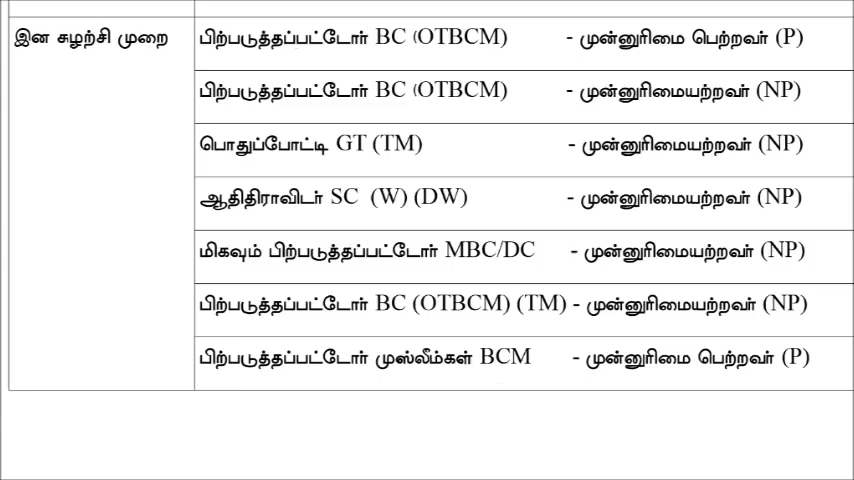 இன சுழற்சி முறை
பிற்படுத்தப்பட்டோர் BC (OTBCM) - முன்னுரிமை பெற்றவர் (P)
பிற்படுத்தப்பட்டோர் BC (OTBCM) - முன்னுரிமையற்றவர் (NP)
பொதுப்போட்டி GT (TM) - முன்னுரிமையற்றவர் (NP)
ஆதிதிராவிடர் SC (W) (DW) - முன்னுரிமையற்றவர் (NP)
மிகவும் பிற்படுத்தப்பட்டோர் MBC/DC - முன்னுரிமையற்றவர் (NP)
பிற்படுத்தப்பட்டோர் BC (OTBCM) (TM) - முன்னுரிமையற்றவர் (NP)
பிற்படுத்தப்பட்டோர் முஸ்லீம்கள் BCM - முன்னுரிமை பெற்றவர் (P)